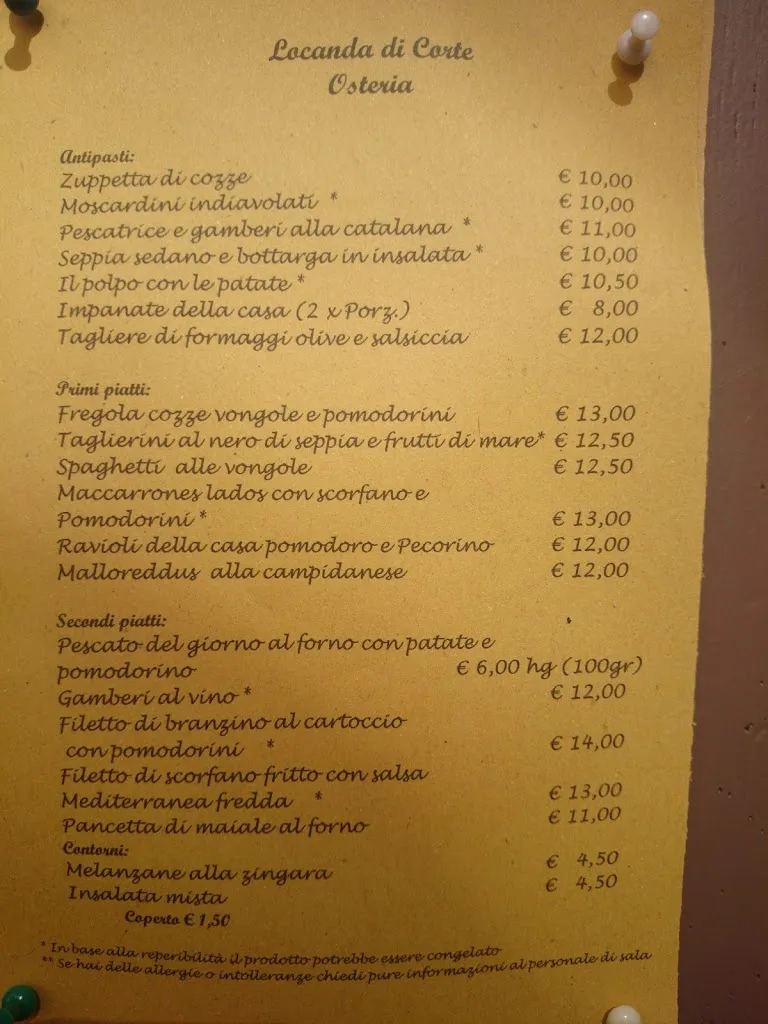 Locanda di Corte
Osteria
Antipasti:
Zuppetta di cozze € 10,00
Moscardini indiavolati * € 10,00
Pescatrice e gamberi alla catalana * € 11,00
Seppia sedano e bottarga in insalata * € 10,00
Il polpo con le patate * € 10,50
Impanate della casa (2 x Porz.) € 8,00
Tagliere di formaggi olive e salsiccia € 12,00
Primi piatti:
Fregola cozze vongole e pomodorini € 13,00
Taglierini al nero di seppia e frutti di mare* € 12,50
Spaghetti alle vongole € 12,50
Maccarrones lados con scorfano e
Pomodorini * € 13,00
Ravioli della casa pomodoro e Pecorino € 12,00
Malloreddus alla campidanese € 12,00
Secondi piatti:
Pescato del giorno al forno con patate e
pomodorino € 6,00 hg (100gr)
Gamberi al vino * € 12,00
Filetto di branzino al cartoccio
con pomodorini * € 14,00
Filetto di scorfano fritto con salsa
Mediterranea fredda * € 13,00
Pancetta di maiale al forno € 11,00
Contorni:
Melanzane alla zingara € 4,50
Insalata mista € 4,50
Coperto € 1,50
* In base alla reperibilità il prodotto potrebbe essere congelato
** Se hai delle allergie o intolleranze chiedi pure informazioni al personale di sala